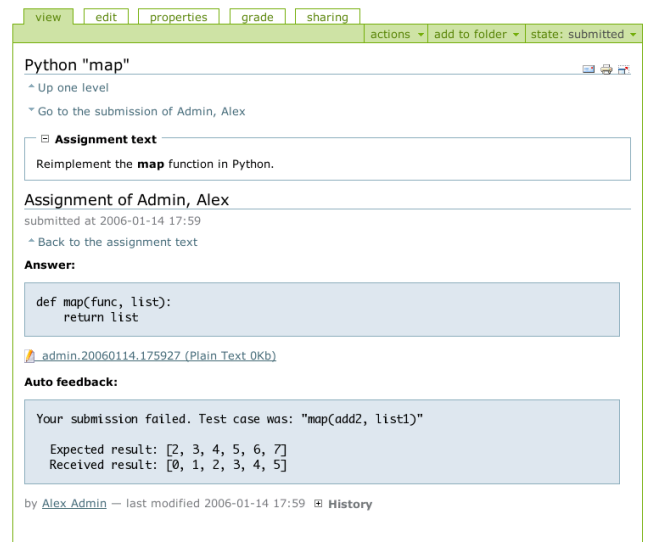 view edit properties grade sharing
actions add to folder state: submitted
Python "map"
Up one level
Go to the submission of Admin, Alex
Assignment text
Reimplement the map function in Python.
Assignment of Admin, Alex
submitted at 2006-01-14 17:59
Back to the assignment text
Answer:
def map(func, list):
    return list
admin.20060114.175927 (Plain Text 0Kb)
Auto feedback:
Your submission failed. Test case was: "map(add2, list1)"
  Expected result: [2, 3, 4, 5, 6, 7]
  Received result: [0, 1, 2, 3, 4, 5]
by Alex Admin — last modified 2006-01-14 17:59 History